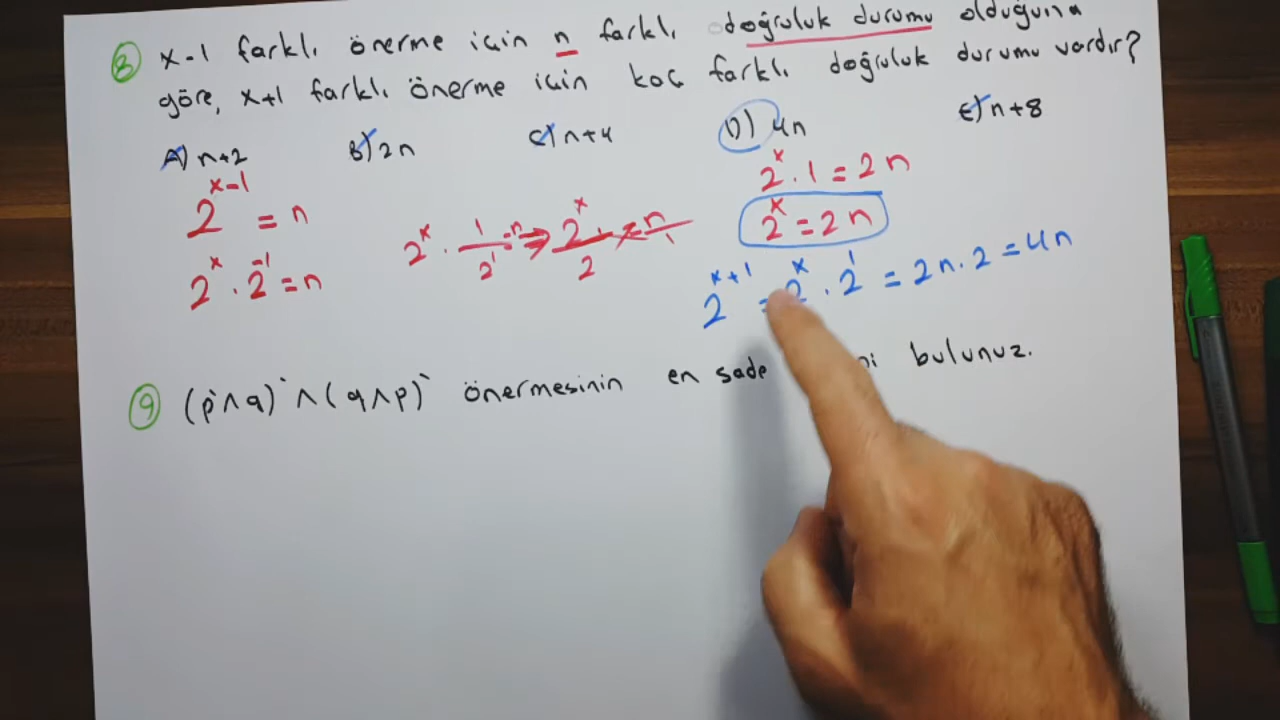 8 x-1 farklı önerme için n farklı doğruluk durumu olduğuna
göre, x+1 farklı önerme için kaç farklı doğruluk durumu vardır?
A) n+2 B) 2n C) n+4 D) 4n E) n+8
2^(x-1) = n
2^x . 2^(-1) = n
2^x . 1/2^1 = n ⇒ 2^x . 1/2 = n/1
2^x . 1 = 2n
2^x = 2n
2^(x+1) = 2^x . 2^1 = 2n . 2 = 4n
9 (p` ∧ q)` ∧ (q ∧ p)` önermesinin en sade bulunuz.